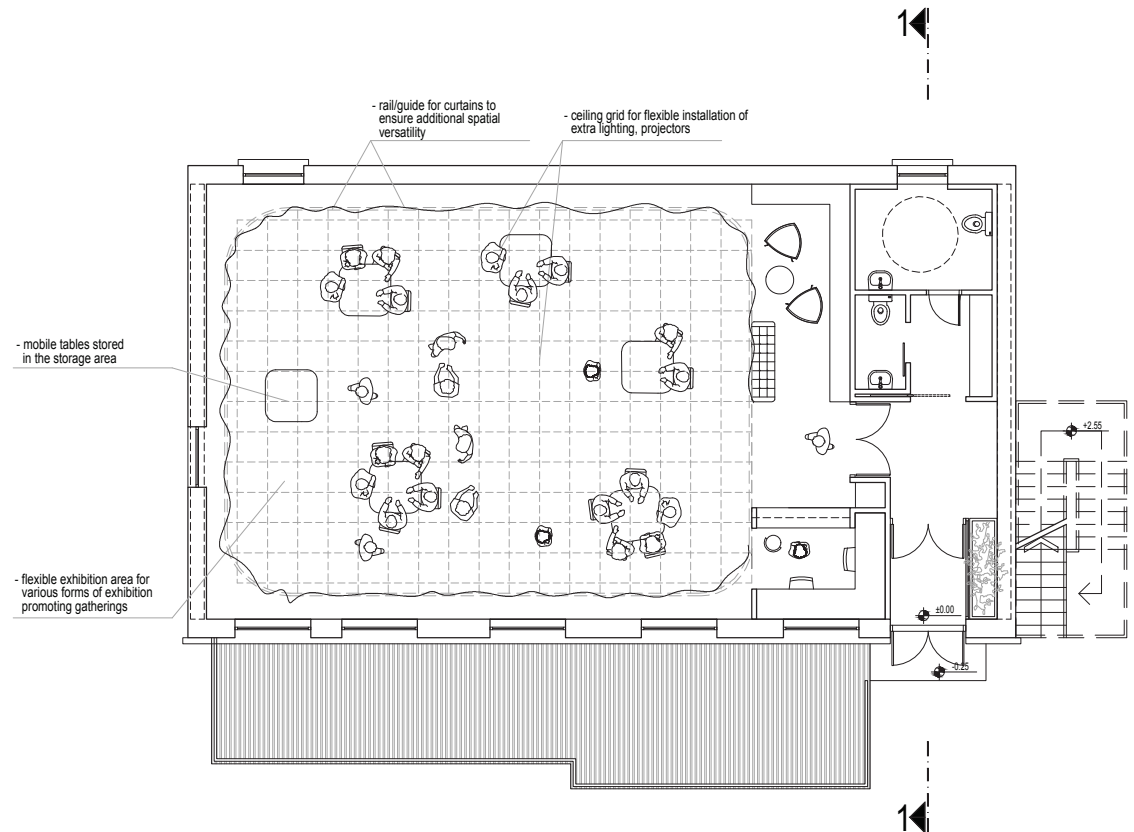 1
- rail/guide for curtains to
ensure additional spatial
versatility
- ceiling grid for flexible installation of
extra lighting, projectors
- mobile tables stored
in the storage area
+2.55
- flexible exhibition area for
various forms of exhibition
promoting gatherings
±0.00
-0.25
1